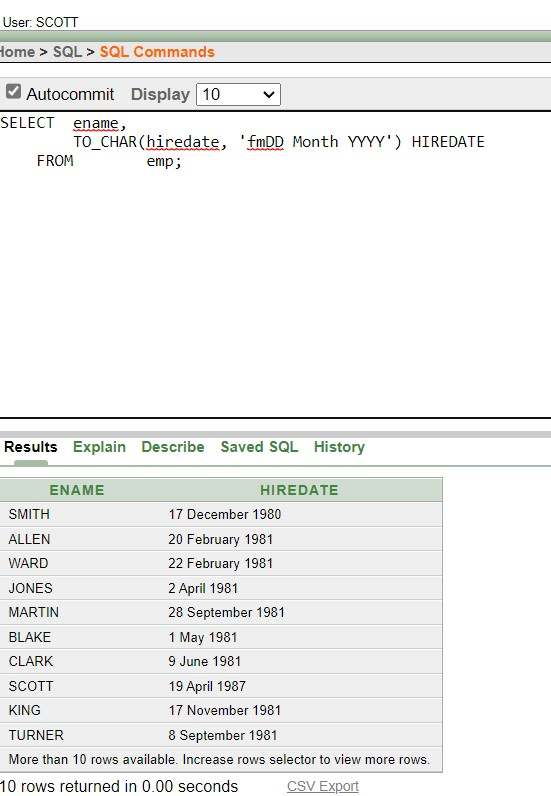 User: SCOTT
Home > SQL > SQL Commands
Autocommit Display 10
SELECT ename,
TO_CHAR(hiredate, 'fmDD Month YYYY') HIREDATE
FROM emp;
Results Explain Describe Saved SQL History
ENAME HIREDATE
SMITH 17 December 1980
ALLEN 20 February 1981
WARD 22 February 1981
JONES 2 April 1981
MARTIN 28 September 1981
BLAKE 1 May 1981
CLARK 9 June 1981
SCOTT 19 April 1987
KING 17 November 1981
TURNER 8 September 1981
More than 10 rows available. Increase rows selector to view more rows.
10 rows returned in 0.00 seconds CSV Export